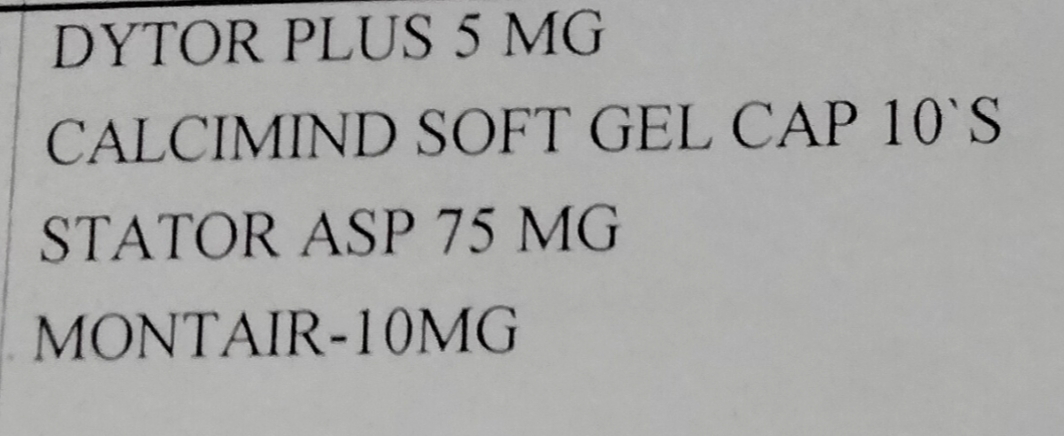 DYTOR PLUS 5 MG
CALCIMIND SOFT GEL CAP 10`S
STATOR ASP 75 MG
MONTAIR-10MG